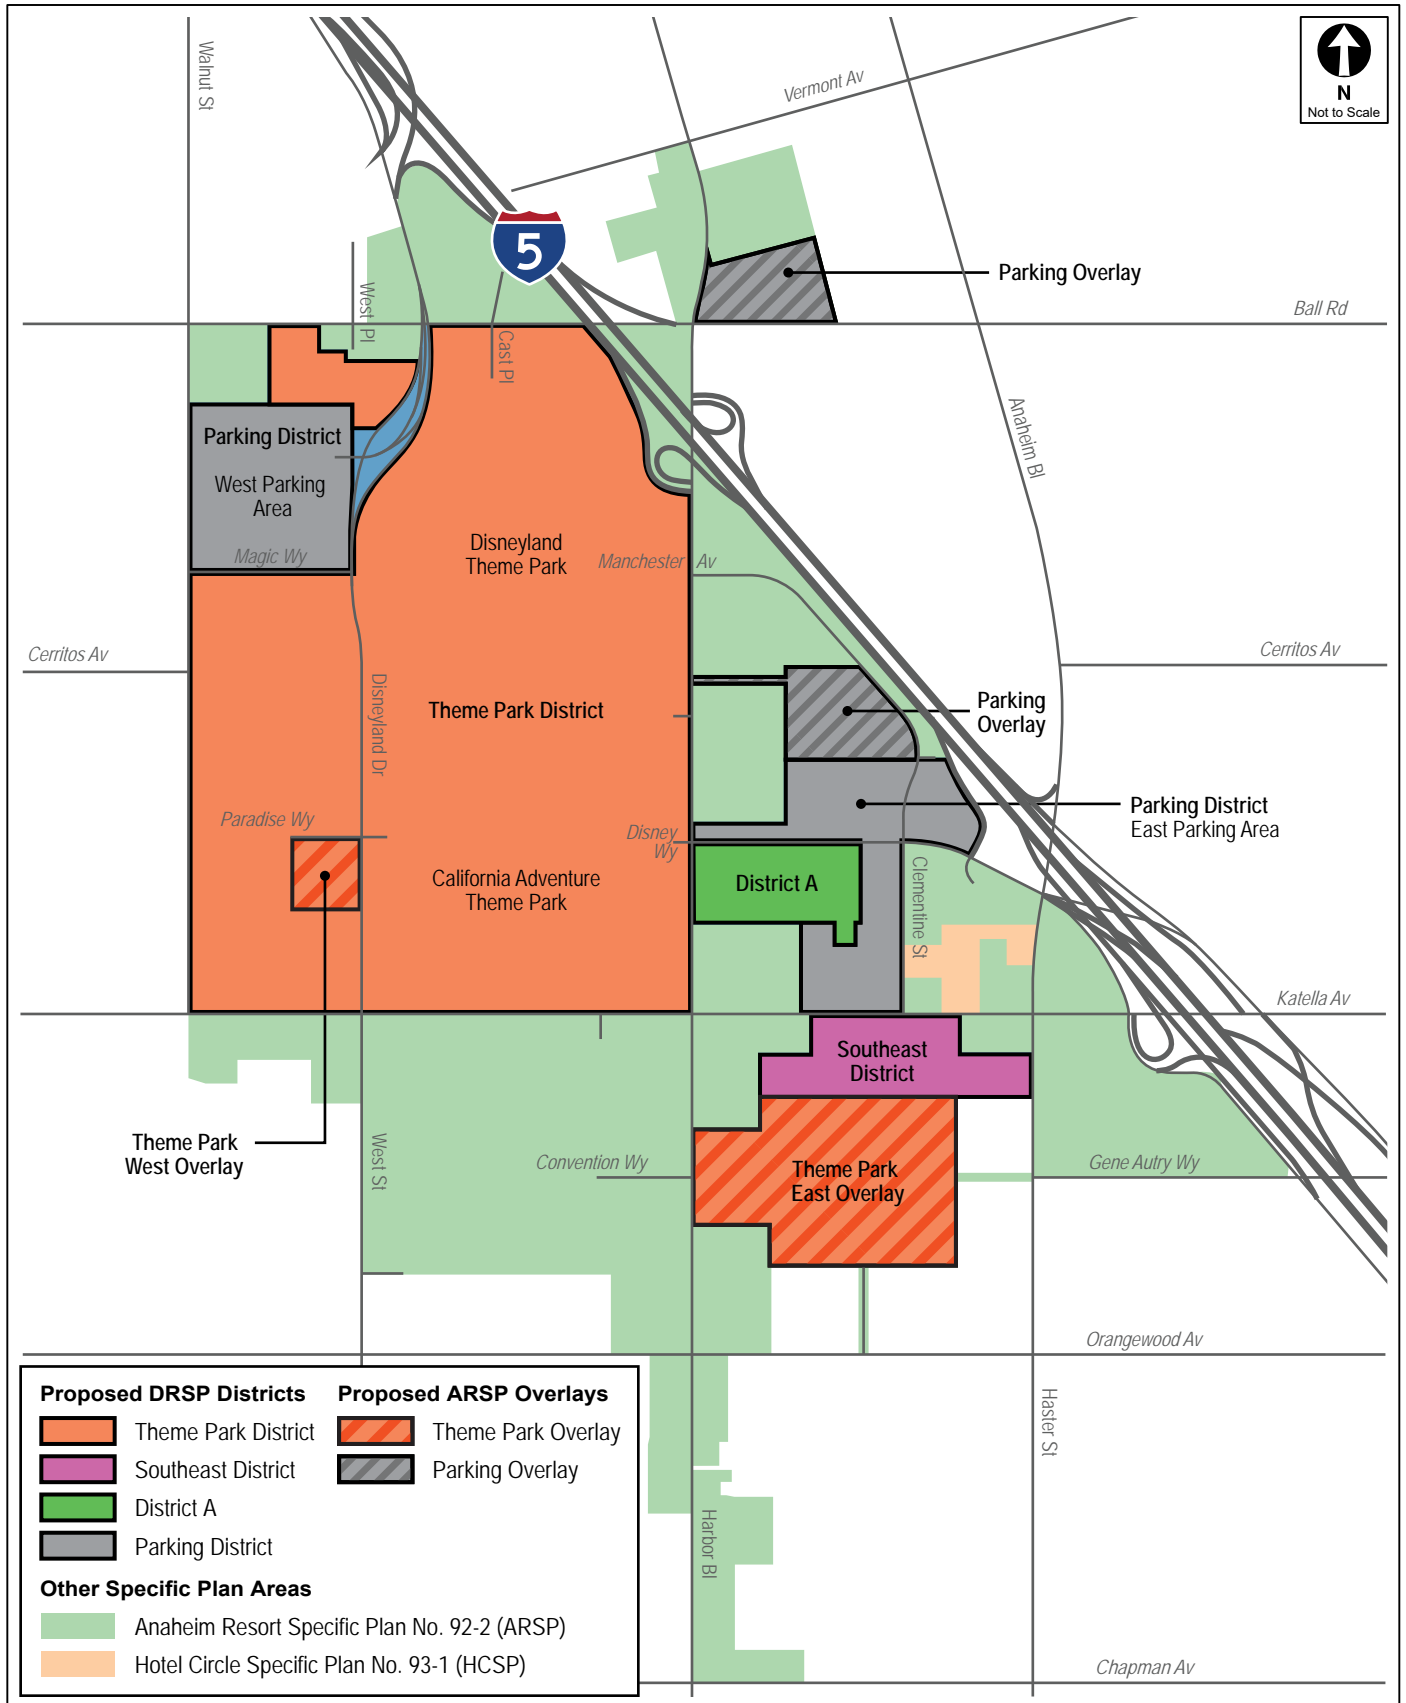 Walnut St
Vermont Av
N
Not to Scale
5
Parking Overlay
West Pl
Cast Pl
Ball Rd
Anaheim Bl
Parking District
West Parking
Area
Magic Wy
Disneyland
Theme Park
Manchester Av
Cerritos Av
Cerritos Av
Disneyland Dr
Theme Park District
Parking
Overlay
Parking District
East Parking Area
Paradise Wy
Disney
Wy
California Adventure
Theme Park
District A
Clementine St
Katella Av
Southeast
District
Theme Park
West Overlay
West St
Convention Wy
Theme Park
East Overlay
Gene Autry Wy
Orangewood Av
Haster St
Harbor Bl
Chapman Av
Proposed DRSP Districts
Theme Park District
Southeast District
District A
Parking District
Proposed ARSP Overlays
Theme Park Overlay
Parking Overlay
Other Specific Plan Areas
Anaheim Resort Specific Plan No. 92-2 (ARSP)
Hotel Circle Specific Plan No. 93-1 (HCSP)